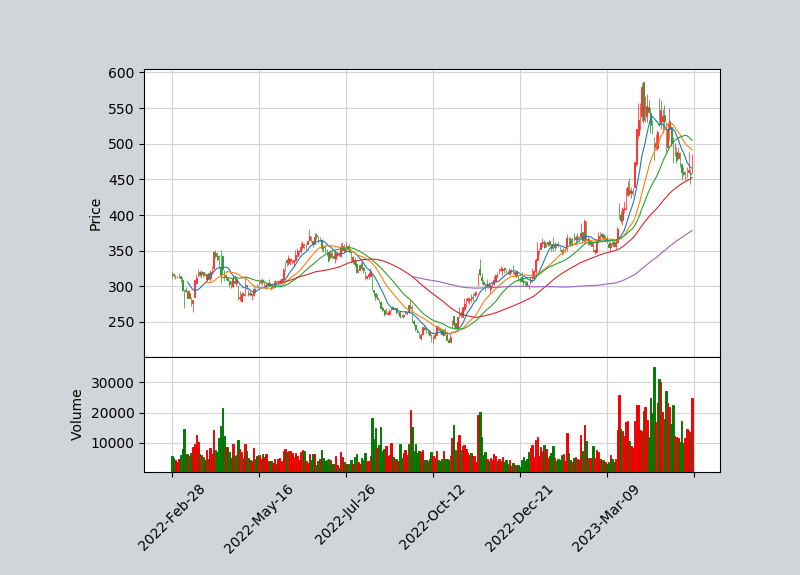 600
550
500
450
400
350
300
250
Price
30000
20000
10000
Volume
2022-Feb-28
2022-May-16
2022-Jul-26
2022-Oct-12
2022-Dec-21
2023-Mar-09